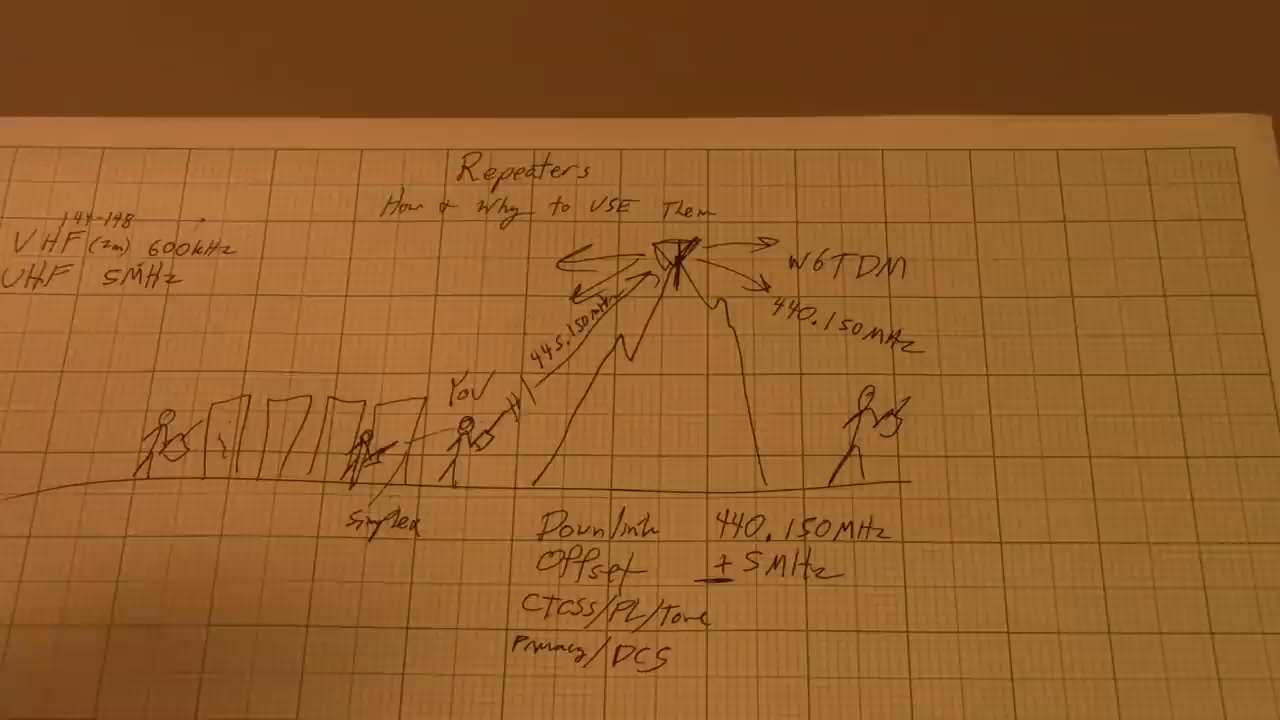 Repeaters
How & Why to USE Them
144-148
VHF (2m) 600kHz
UHF 5MHz
W6TDM
440.150MHz
445.150MHz
YOU
Simplex
Downlink 440.150MHz
Offset + 5MHz
CTCSS/PL/Tone
Privacy/DCS